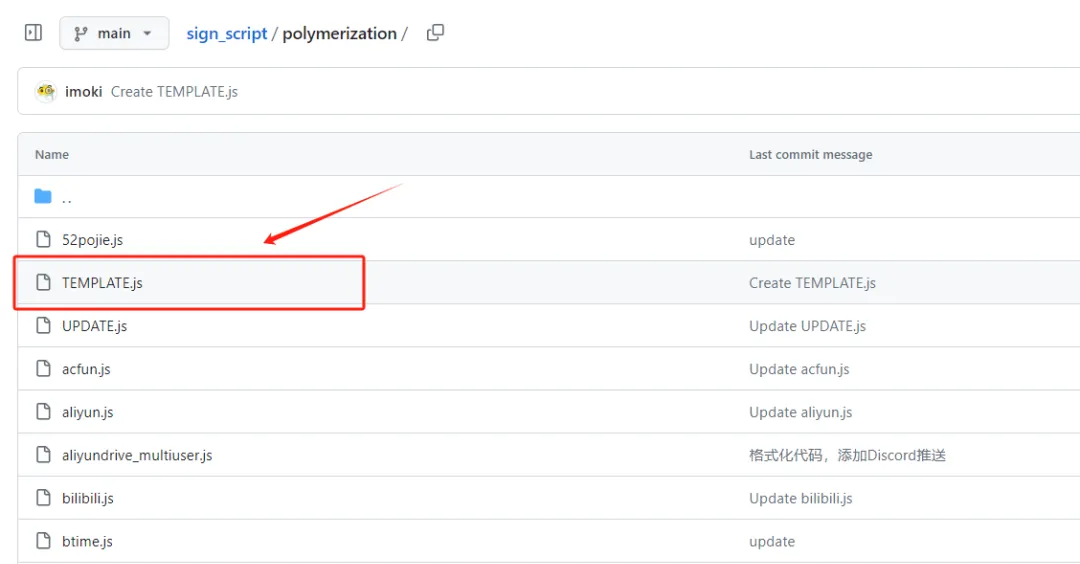 main sign_script / polymerization /
imoki Create TEMPLATE.js
Name Last commit message
..
52pojie.js update
TEMPLATE.js Create TEMPLATE.js
UPDATE.js Update UPDATE.js
acfun.js Update acfun.js
aliyun.js Update aliyun.js
aliyundrive_multiuser.js 格式化代码，添加Discord推送
bilibili.js Update bilibili.js
btime.js update